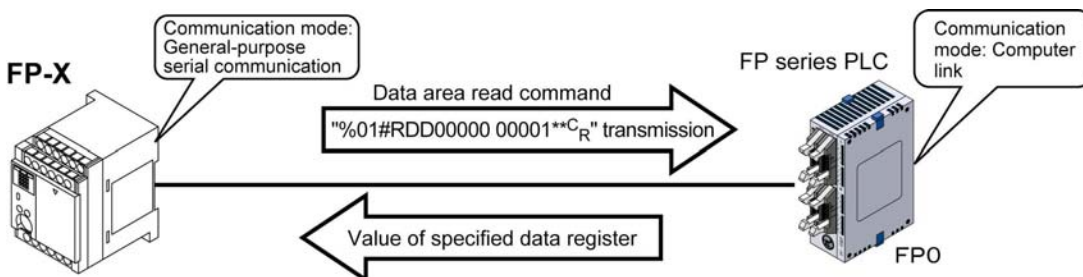 Communication mode:
General-purpose
serial communication
FP-X
Communication
mode: Computer
link
FP series PLC
Data area read command
"%01#RDD00000 00001**CR" transmission
Value of specified data register
FP0